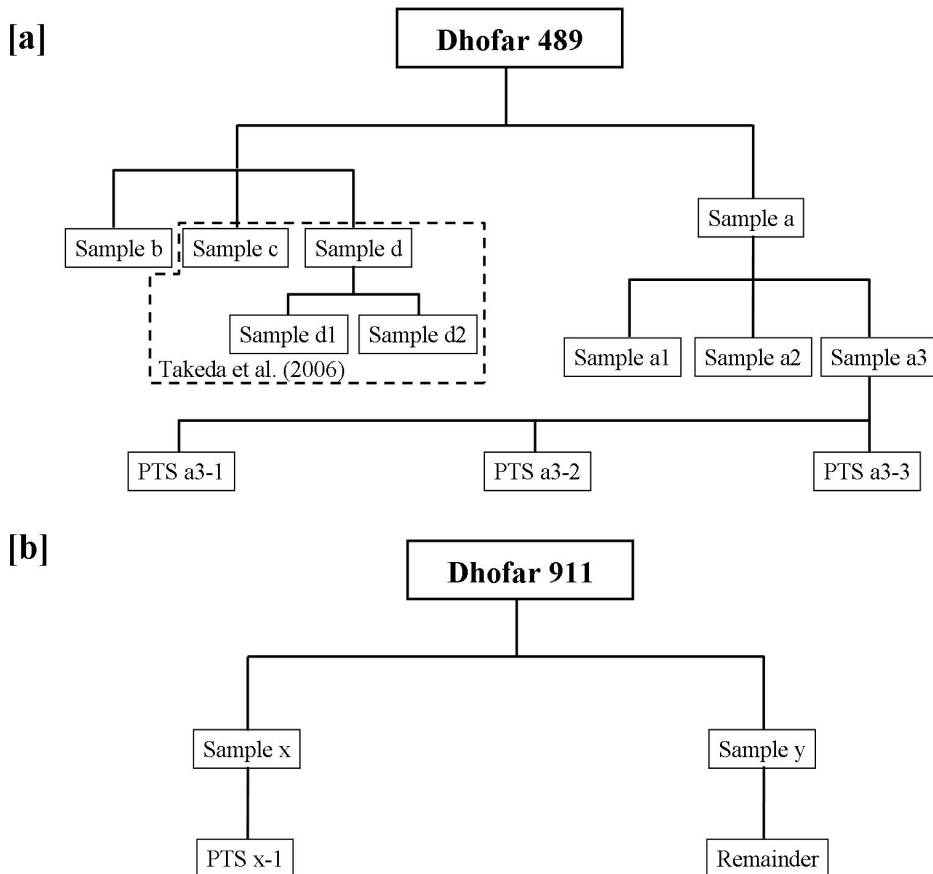 [a]
Dhofar 489
Sample a
Sample b
Sample c
Sample d
Sample d1
Sample d2
Takeda et al. (2006)
Sample a1
Sample a2
Sample a3
PTS a3-1
PTS a3-2
PTS a3-3
[b]
Dhofar 911
Sample x
Sample y
PTS x-1
Remainder